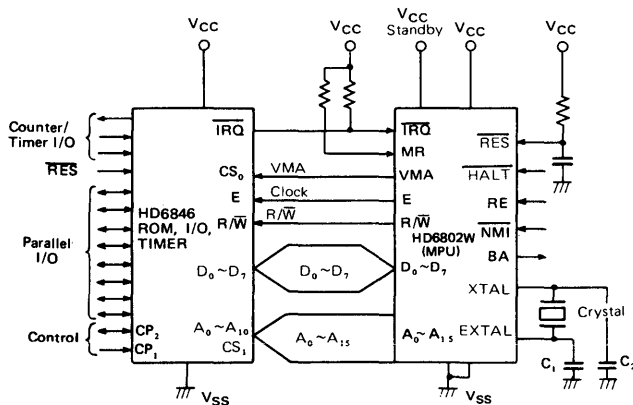 VCC
VCC
VCC
Standby
VCC
VCC
Counter/
Timer I/O
RES
Parallel
I/O
Control
CP2
CP1
HD6846
ROM, I/O,
TIMER
IRQ
CS0
E
R/W
D0~D7
A0~A10
CS1
VSS
VMA
Clock
R/W
D0~D7
A0~A15
IRQ
MR
VMA
E
R/W
HD6802W
(MPU)
D0~D7
A0~A15
VSS
RES
HALT
RE
NMI
BA
XTAL
EXTAL
Crystal
C1
C2